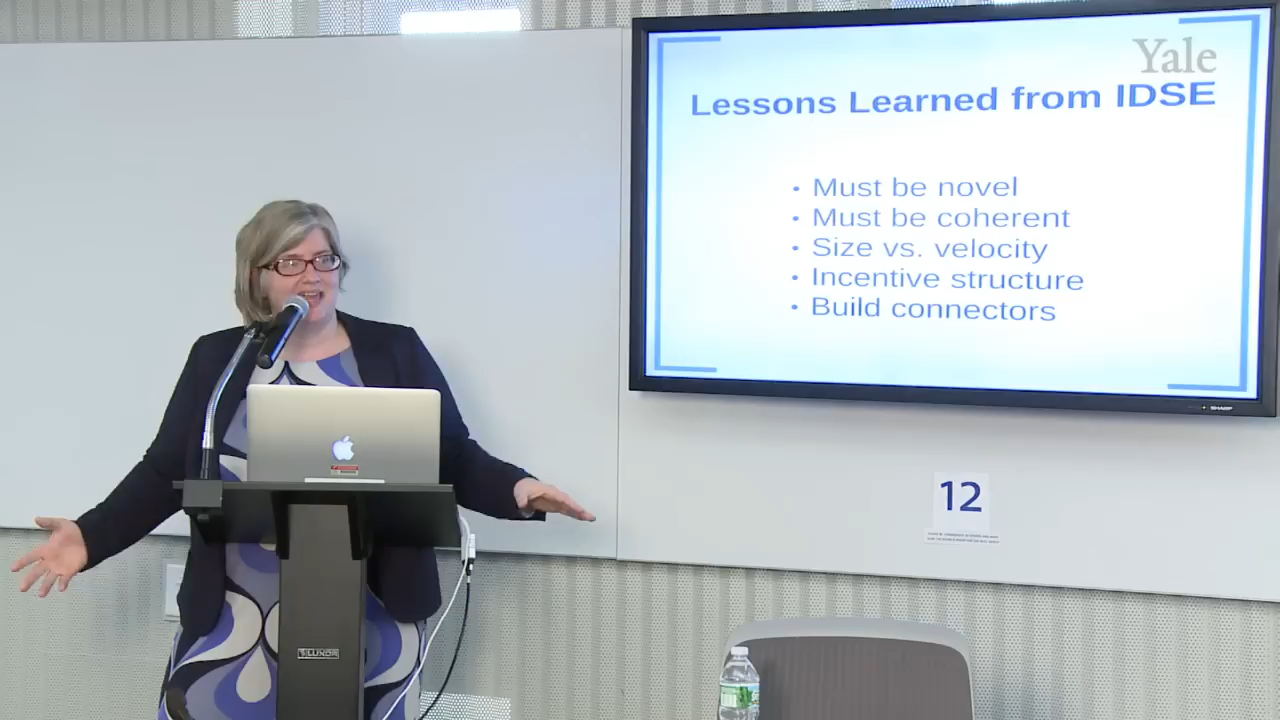 Yale
Lessons Learned from IDSE
• Must be novel
• Must be coherent
• Size vs. velocity
• Incentive structure
• Build connectors
SHARP
12
LUXOR